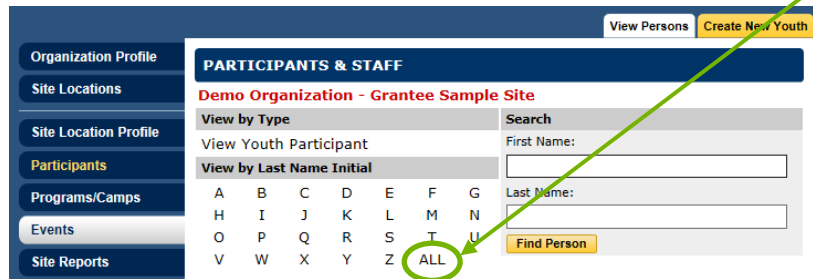 View Persons
Create New Youth
Organization Profile
Site Locations
Site Location Profile
Participants
Programs/Camps
Events
Site Reports
PARTICIPANTS & STAFF
Demo Organization - Grantee Sample Site
View by Type
View Youth Participant
View by Last Name Initial
A B C D E F G
H I J K L M N
O P Q R S T U
V W X Y Z ALL
Search
First Name:
Last Name:
Find Person